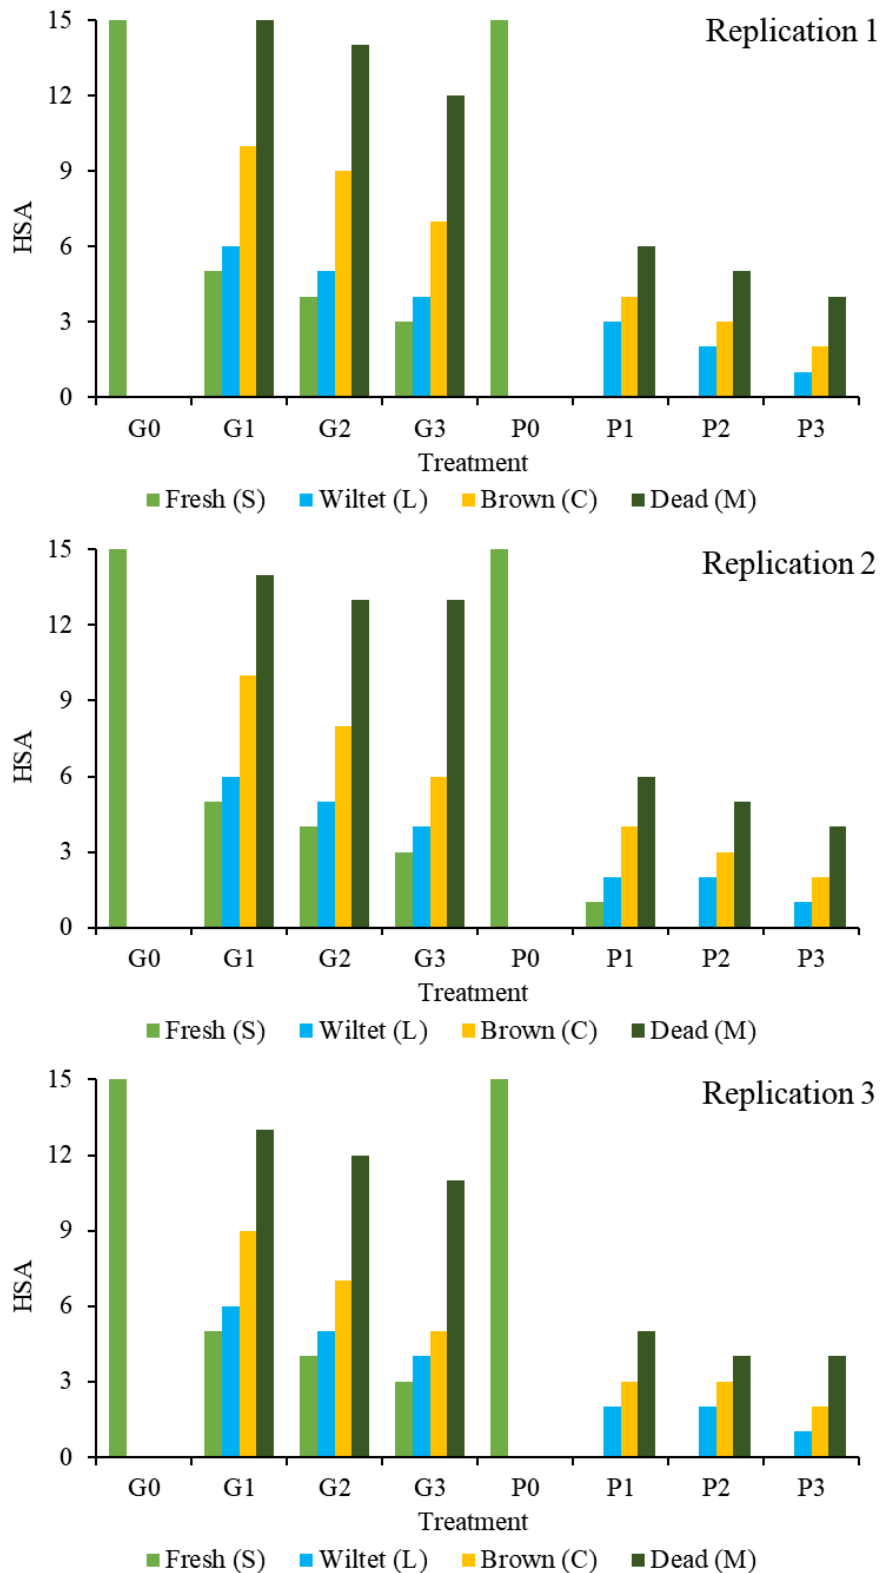 Replication 1
15
12
9
6
3
0
HSA
G0 G1 G2 G3 P0 P1 P2 P3
Treatment
Fresh (S) Wiltet (L) Brown (C) Dead (M)
Replication 2
15
12
9
6
3
0
HSA
G0 G1 G2 G3 P0 P1 P2 P3
Treatment
Fresh (S) Wiltet (L) Brown (C) Dead (M)
Replication 3
15
12
9
6
3
0
HSA
G0 G1 G2 G3 P0 P1 P2 P3
Treatment
Fresh (S) Wiltet (L) Brown (C) Dead (M)